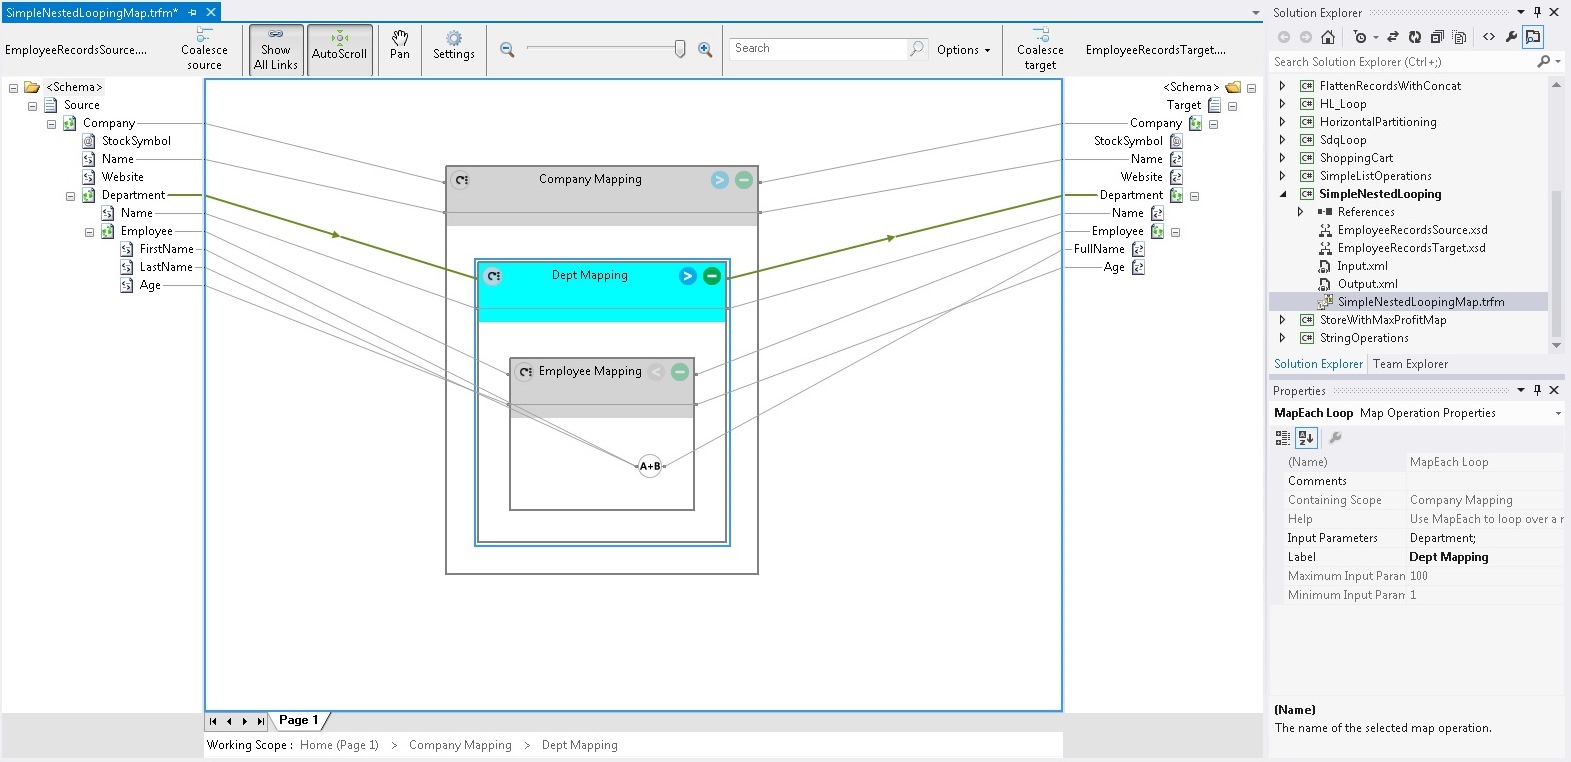 SimpleNestedLoopingMap.trfm*
EmployeeRecordsSource....
Coalesce source
Show All Links
AutoScroll
Pan
Settings
Search
Options
Coalesce target
EmployeeRecordsTarget....
<Schema>
Source
Company
StockSymbol
Name
Website
Department
Name
Employee
FirstName
LastName
Age
Company Mapping
Dept Mapping
Employee Mapping
A+B
<Schema>
Target
Company
StockSymbol
Name
Website
Department
Name
Employee
FullName
Age
Page 1
Working Scope : Home (Page 1) > Company Mapping > Dept Mapping
Solution Explorer
Search Solution Explorer (Ctrl+;)
C# FlattenRecordsWithConcat
C# HL_Loop
C# HorizontalPartitioning
C# SdqLoop
C# ShoppingCart
C# SimpleListOperations
C# SimpleNestedLooping
References
EmployeeRecordsSource.xsd
EmployeeRecordsTarget.xsd
Input.xml
Output.xml
SimpleNestedLoopingMap.trfm
C# StoreWithMaxProfitMap
C# StringOperations
Solution Explorer Team Explorer
Properties
MapEach Loop Map Operation Properties
(Name) MapEach Loop
Comments
Containing Scope Company Mapping
Help Use MapEach to loop over a r
Input Parameters Department;
Label Dept Mapping
Maximum Input Param 100
Minimum Input Param 1
(Name)
The name of the selected map operation.